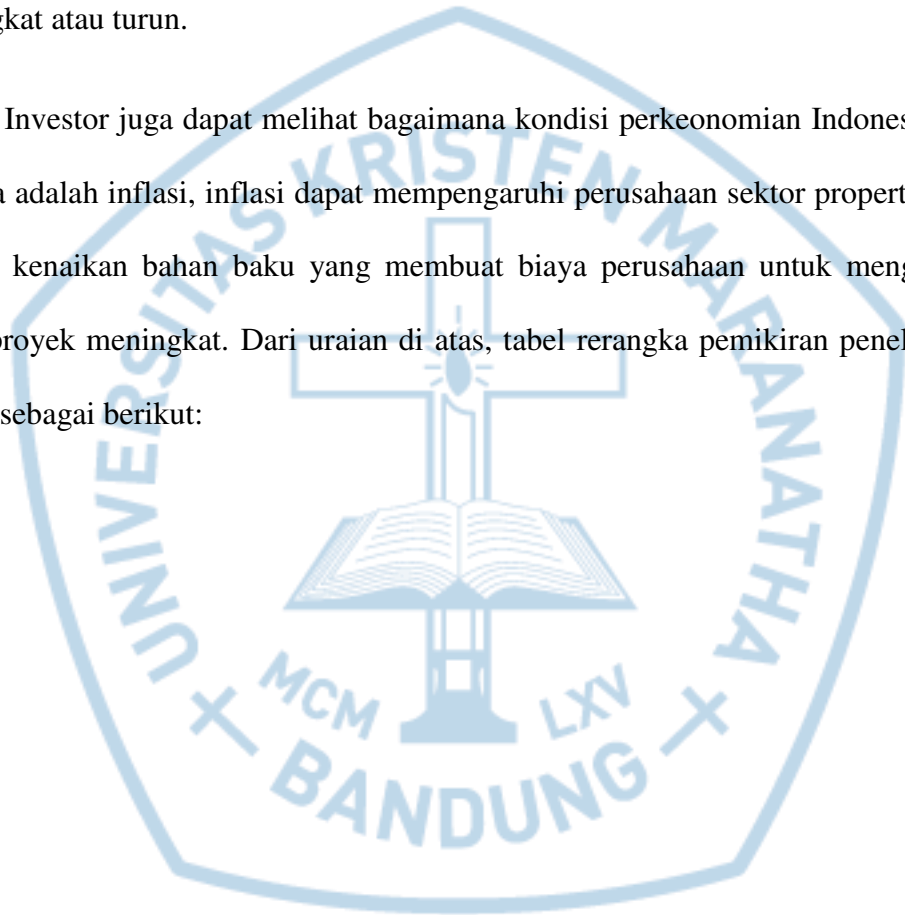 gkat atau turun.
Investor juga dapat melihat bagaimana kondisi perkeonomian Indones
a adalah inflasi, inflasi dapat mempengaruhi perusahaan sektor propert
kenaikan bahan baku yang membuat biaya perusahaan untuk meng
royek meningkat. Dari uraian di atas, tabel rerangka pemikiran penel
sebagai berikut:
UNIVERSITAS KRISTEN MARANATHA
MCM LXV
BANDUNG